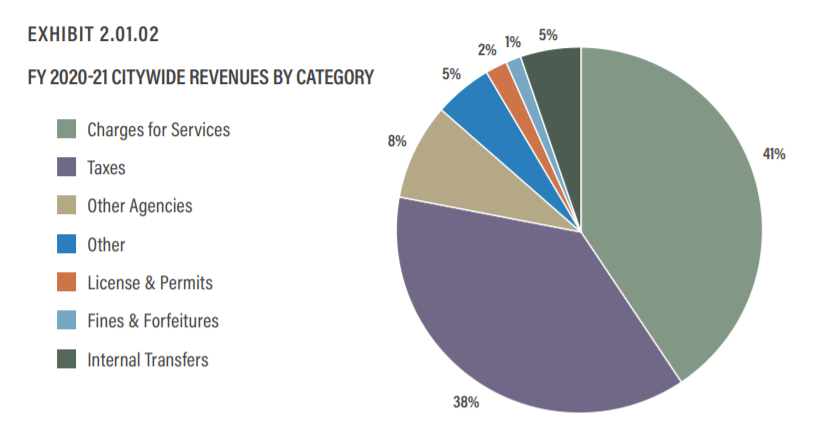 EXHIBIT 2.01.02
FY 2020-21 CITYWIDE REVENUES BY CATEGORY
Charges for Services
Taxes
Other Agencies
Other
License & Permits
Fines & Forfeitures
Internal Transfers
41%
38%
8%
5%
2%
1%
5%